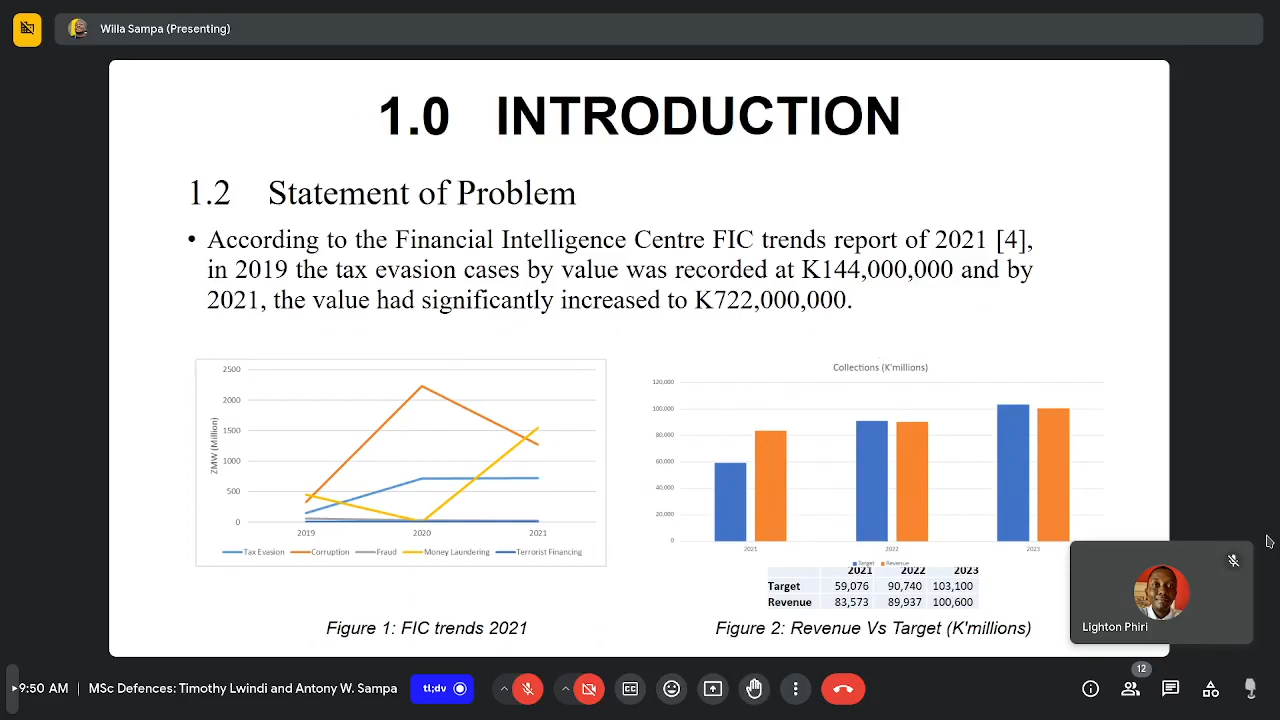 Willa Sampa (Presenting)
1.0 INTRODUCTION
1.2 Statement of Problem
• According to the Financial Intelligence Centre FIC trends report of 2021 [4],
in 2019 the tax evasion cases by value was recorded at K144,000,000 and by
2021, the value had significantly increased to K722,000,000.
ZMW (Million)
2500
2000
1500
1000
500
0
2019 2020 2021
Tax Evasion Corruption Fraud Money Laundering Terrorist Financing
Figure 1: FIC trends 2021
Collections (K'millions)
120,000
100,000
80,000
60,000
40,000
20,000
0
2021 2022 2023
Target Revenue
2021 2022 2023
Target 59,076 90,740 103,100
Revenue 83,573 89,937 100,600
Figure 2: Revenue Vs Target (K'millions)
Lighton Phiri
9:50 AM | MSc Defences: Timothy Lwindi and Antony W. Sampa
tl;dv
CC
12